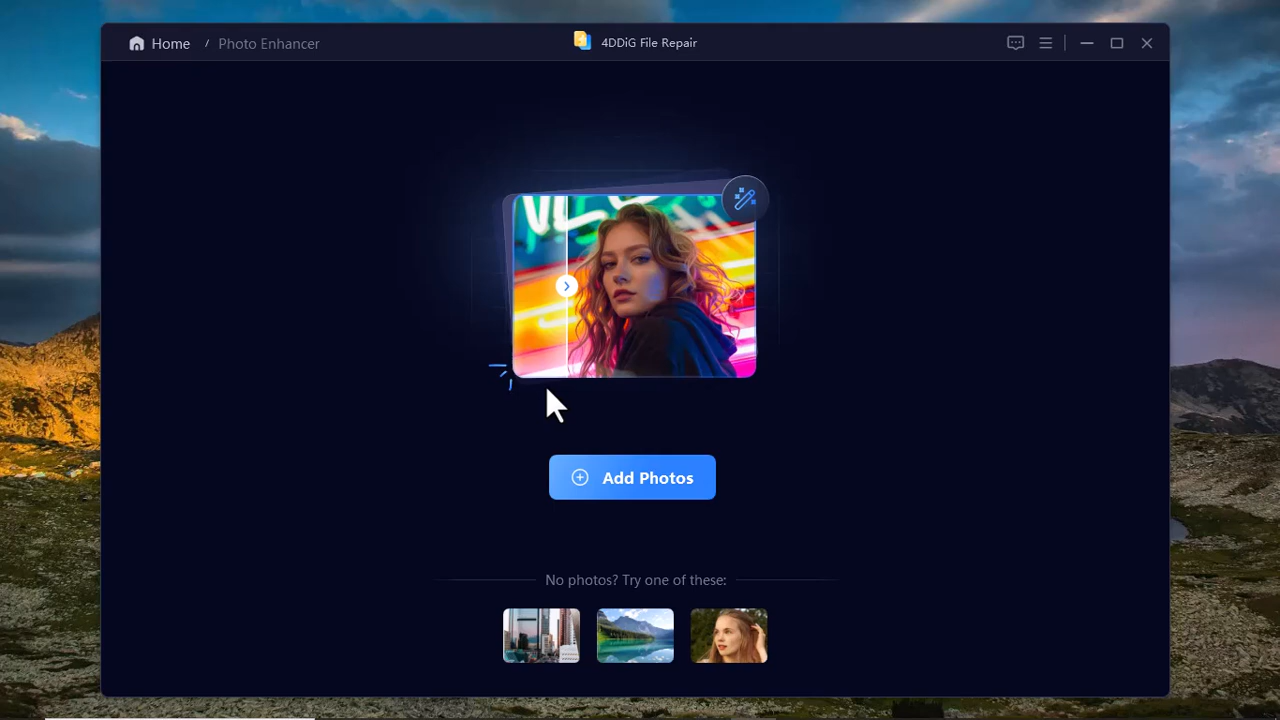 Home / Photo Enhancer
4DDiG File Repair
Add Photos
No photos? Try one of these: